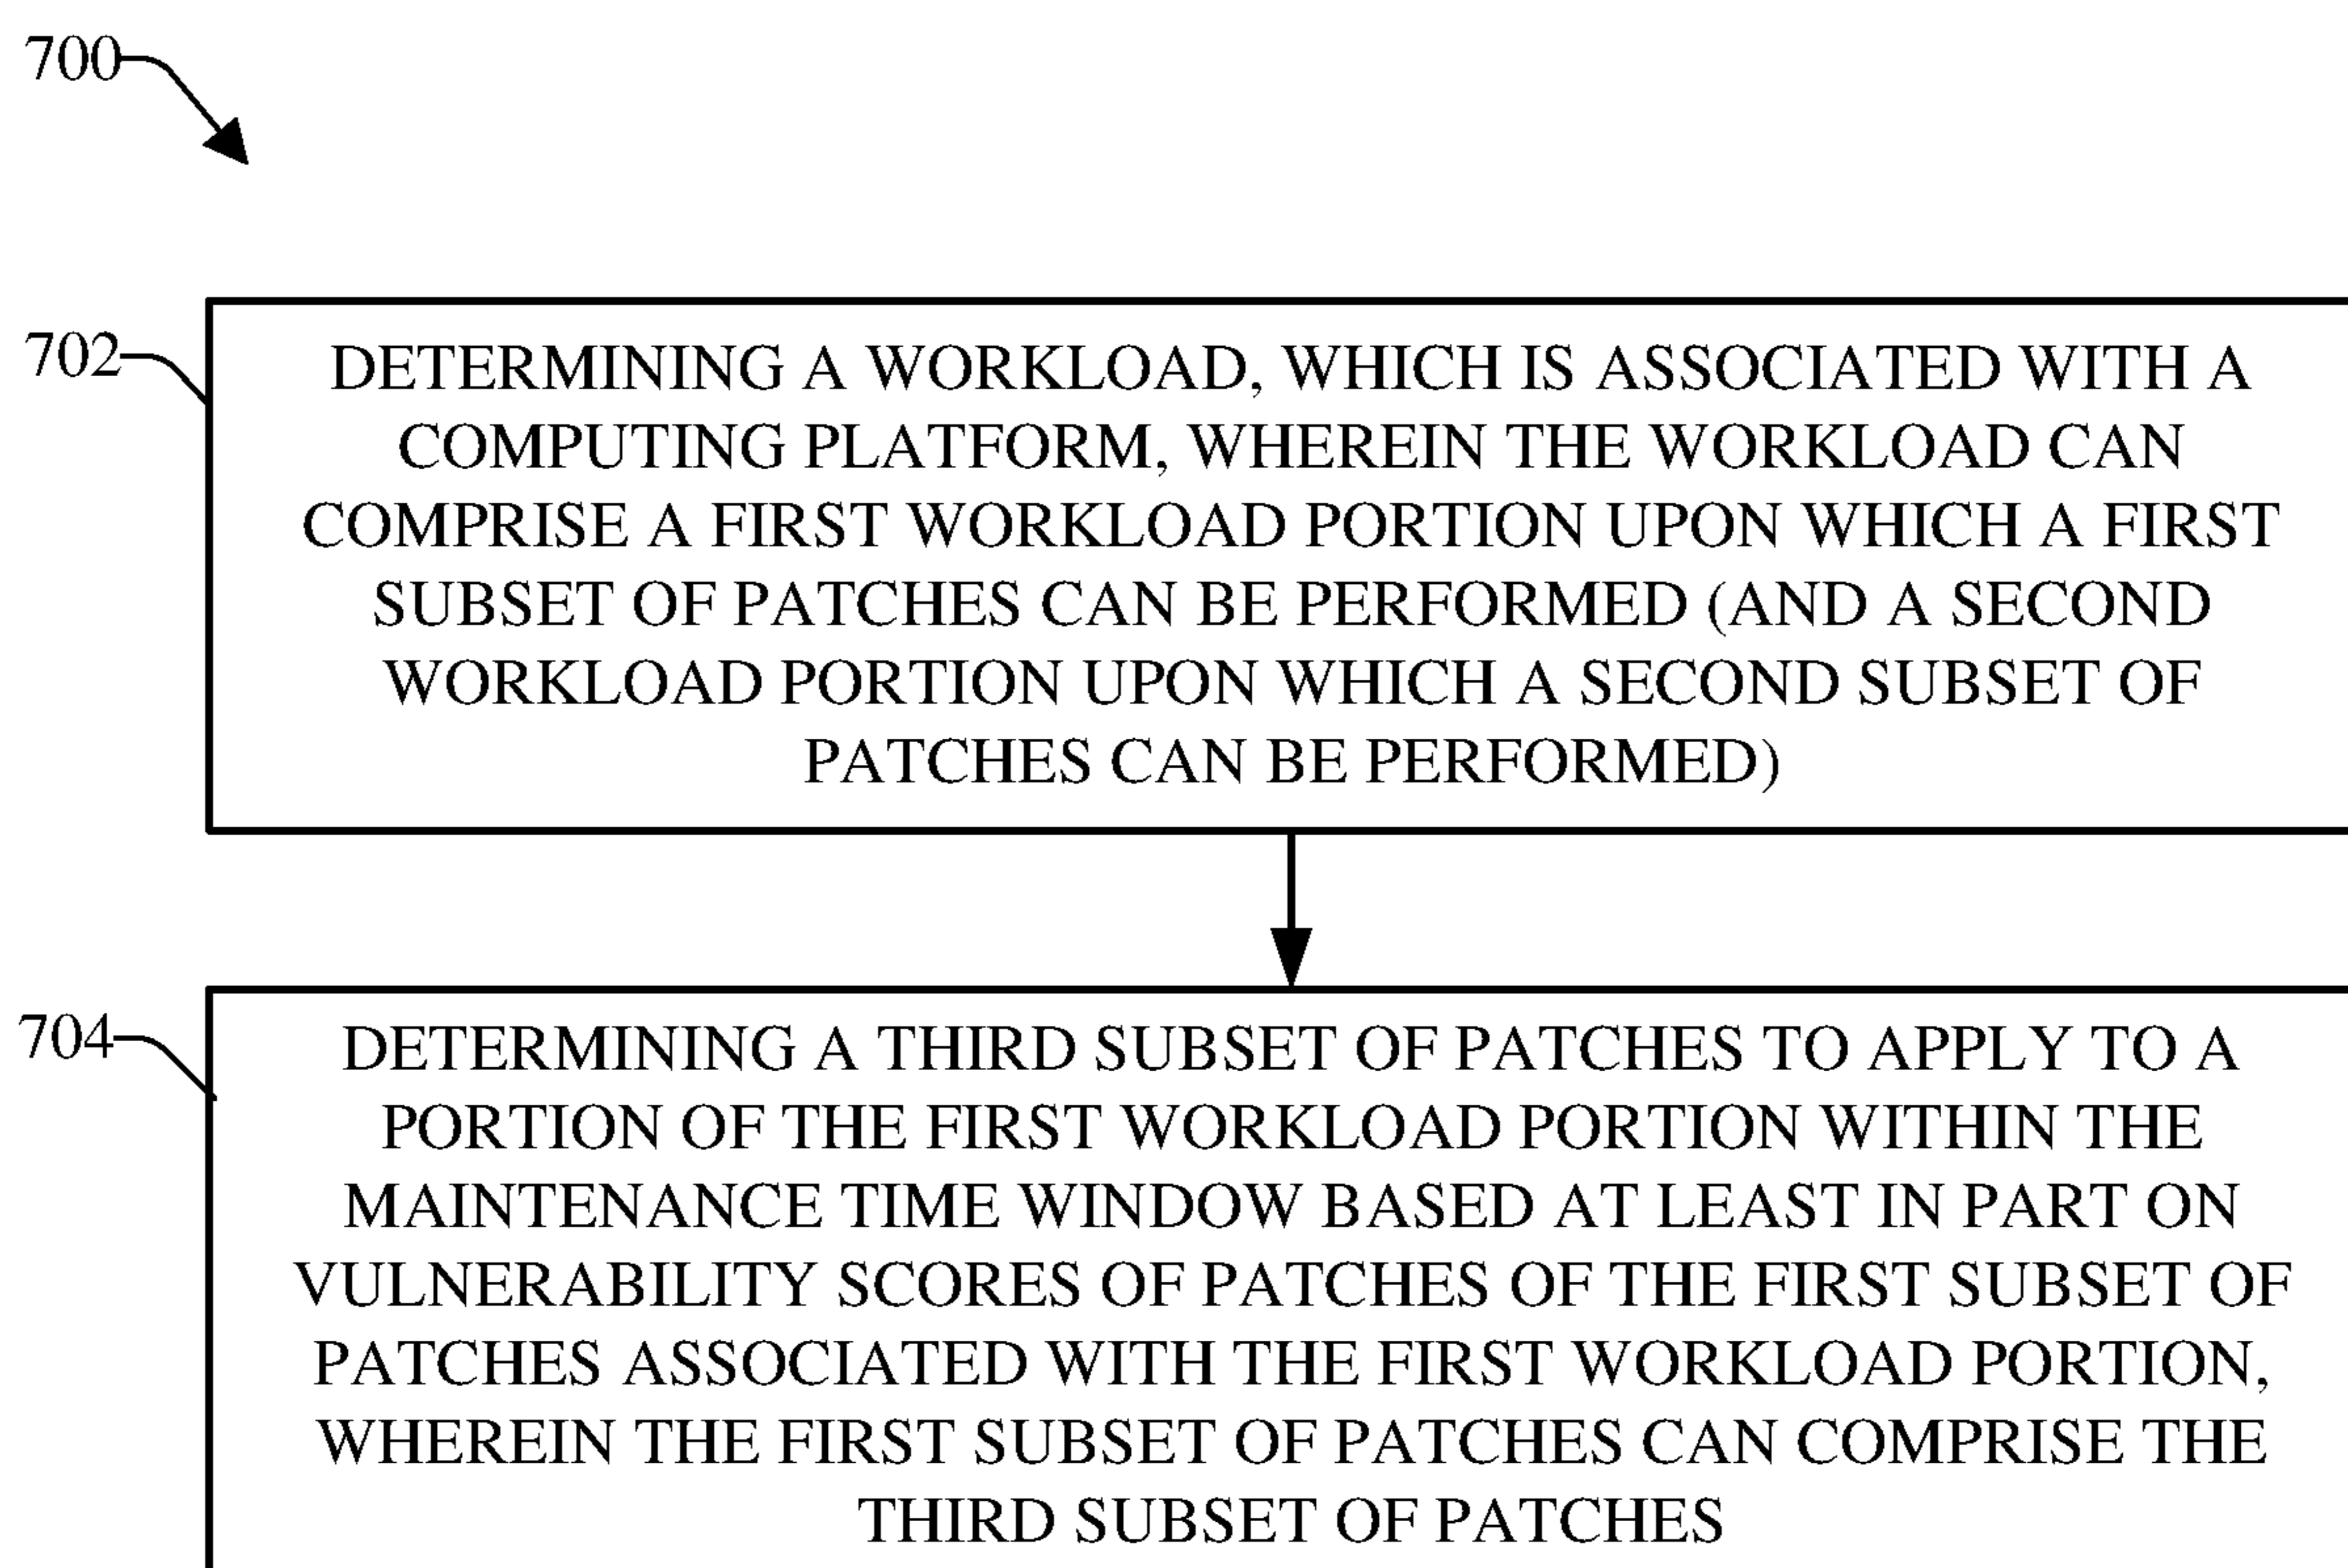 700
702
DETERMINING A WORKLOAD, WHICH IS ASSOCIATED WITH A
COMPUTING PLATFORM, WHEREIN THE WORKLOAD CAN
COMPRISE A FIRST WORKLOAD PORTION UPON WHICH A FIRST
SUBSET OF PATCHES CAN BE PERFORMED (AND A SECOND
WORKLOAD PORTION UPON WHICH A SECOND SUBSET OF
PATCHES CAN BE PERFORMED)
704
DETERMINING A THIRD SUBSET OF PATCHES TO APPLY TO A
PORTION OF THE FIRST WORKLOAD PORTION WITHIN THE
MAINTENANCE TIME WINDOW BASED AT LEAST IN PART ON
VULNERABILITY SCORES OF PATCHES OF THE FIRST SUBSET OF
PATCHES ASSOCIATED WITH THE FIRST WORKLOAD PORTION,
WHEREIN THE FIRST SUBSET OF PATCHES CAN COMPRISE THE
THIRD SUBSET OF PATCHES